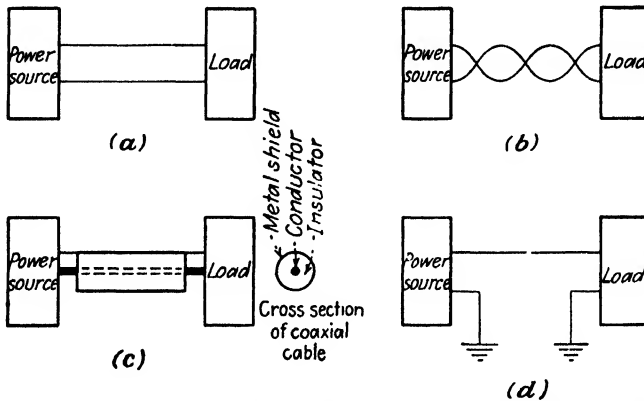 Power
source
Load
(a)
Power
source
Load
(b)
Power
source
Load
(c)
Metal shield
Conductor
Insulator
Cross section
of coaxial
cable
Power
source
Load
(d)